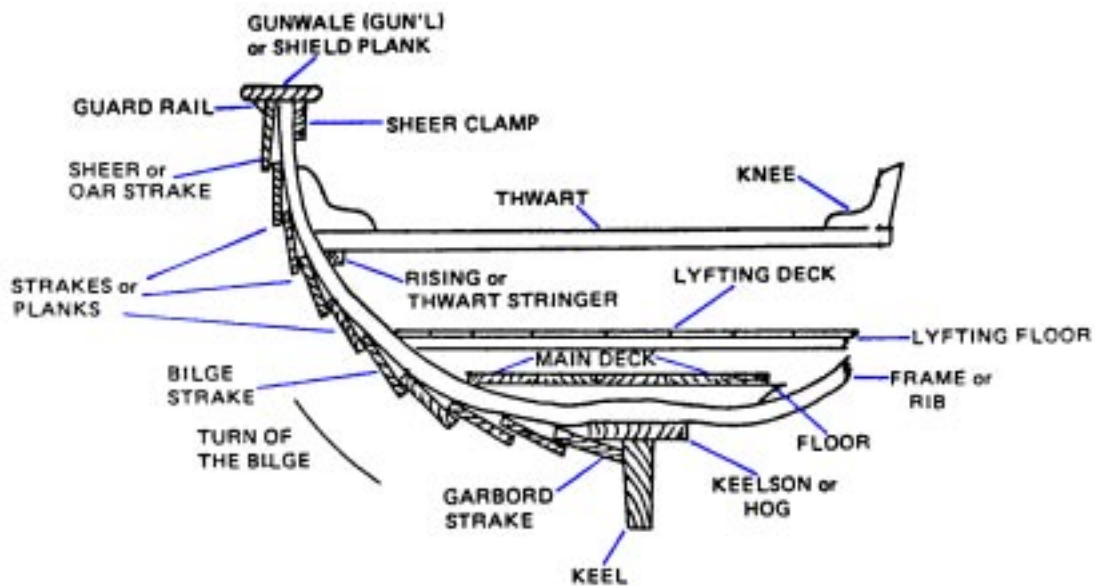 GUNWALE (GUN'L)
or SHIELD PLANK
GUARD RAIL
SHEER CLAMP
SHEER or
OAR STRAKE
KNEE
THWART
STRAKES or
PLANKS
RISING or
THWART STRINGER
LYFTING DECK
LYFTING FLOOR
MAIN DECK
BILGE
STRAKE
FRAME or
RIB
TURN OF
THE BILGE
FLOOR
GARBORD
STRAKE
KEELSON or
HOG
KEEL